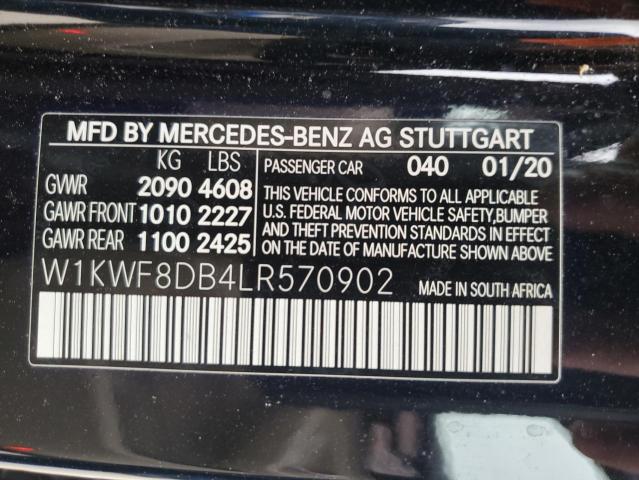 MFD BY MERCEDES-BENZ AG STUTTGART
KG LBS
GVWR 2090 4608
GAWR FRONT 1010 2227
GAWR REAR 1100 2425
PASSENGER CAR 040 01/20
THIS VEHICLE CONFORMS TO ALL APPLICABLE
U.S. FEDERAL MOTOR VEHICLE SAFETY,BUMPER
AND THEFT PREVENTION STANDARDS IN EFFECT
ON THE DATE OF MANUFACTURE SHOWN ABOVE.
W1KWF8DB4LR570902 MADE IN SOUTH AFRICA